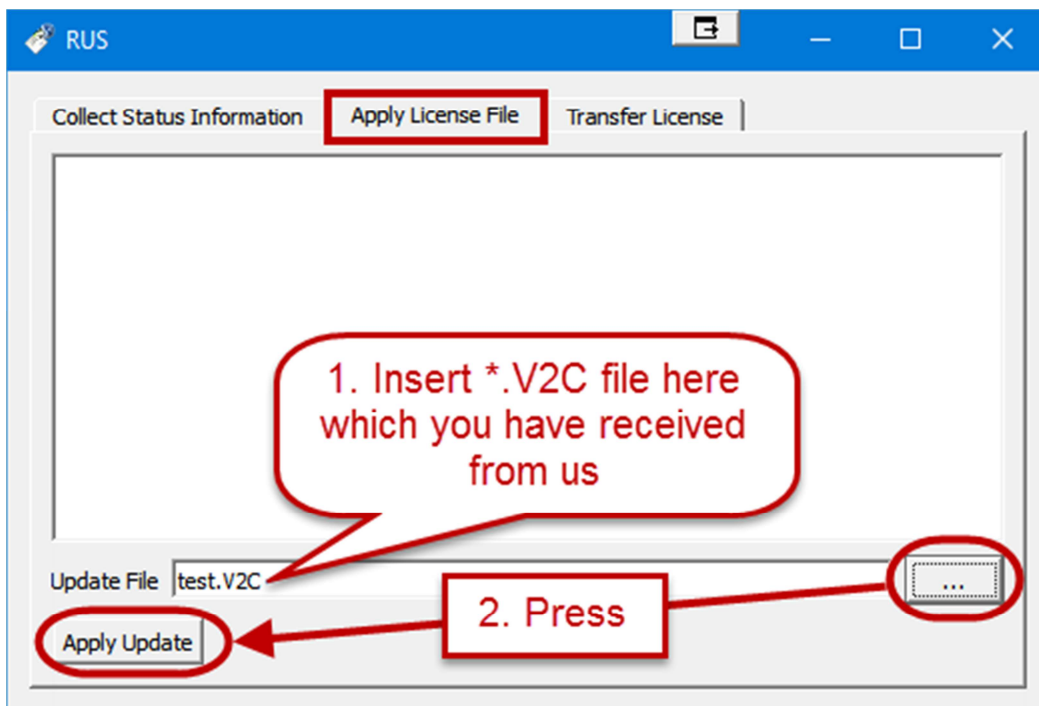 RUS
Collect Status Information
Apply License File
Transfer License
1. Insert *.V2C file here
which you have received
from us
Update File
test.V2C
...
2. Press
Apply Update